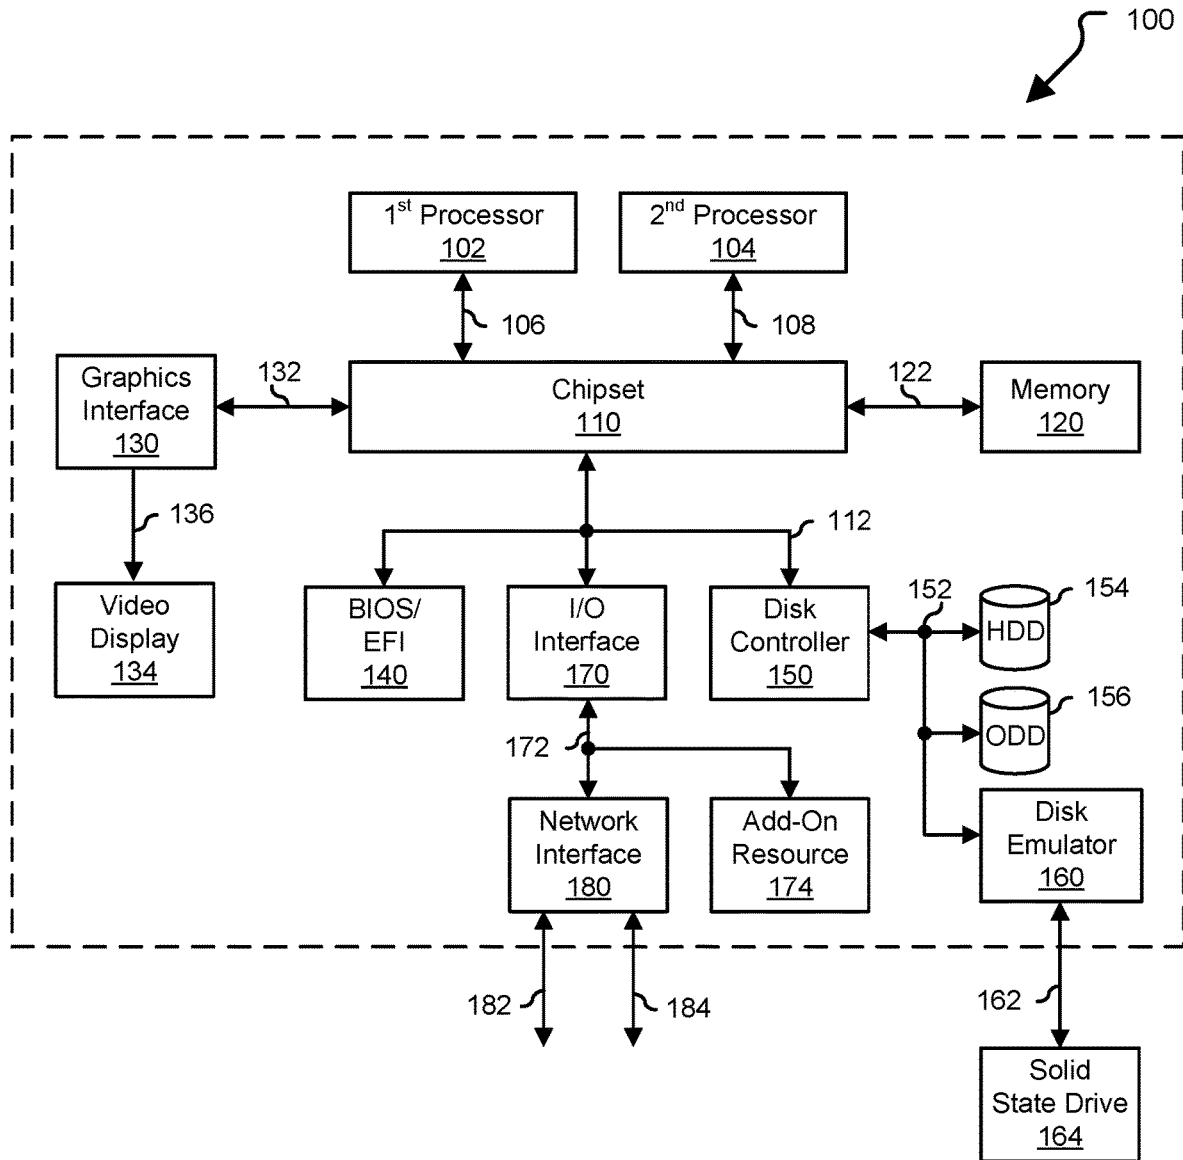 100
1st Processor
102
2nd Processor
104
106
108
Graphics
Interface
130
132
Chipset
110
122
Memory
120
136
112
Video
Display
134
BIOS/
EFI
140
I/O
Interface
170
Disk
Controller
150
152
HDD
154
ODD
156
172
Network
Interface
180
Add-On
Resource
174
Disk
Emulator
160
182
184
162
Solid
State Drive
164